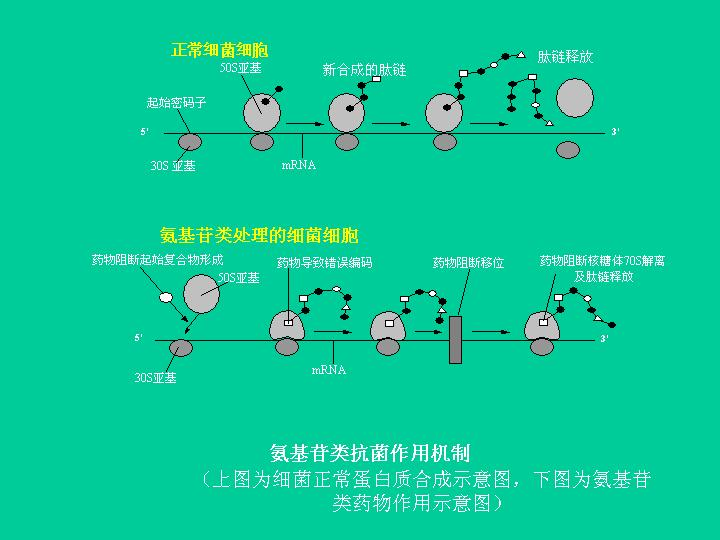 正常细菌细胞
50S亚基
新合成的肽链
肽链释放
起始密码子
5'
3'
30S 亚基
mRNA
氨基苷类处理的细菌细胞
药物阻断起始复合物形成
50S亚基
药物导致错误编码
药物阻断移位
药物阻断核糖体70S解离
及肽链释放
5'
3'
30S亚基
mRNA
氨基苷类抗菌作用机制
（上图为细菌正常蛋白质合成示意图，下图为氨基苷
类药物作用示意图）